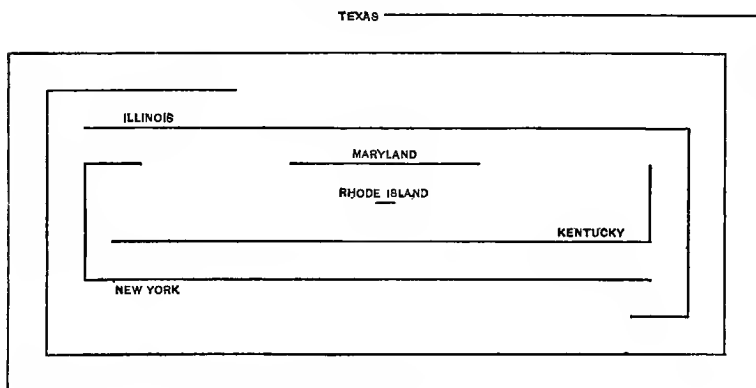 TEXAS
ILLINOIS
MARYLAND
RHODE ISLAND
KENTUCKY
NEW YORK